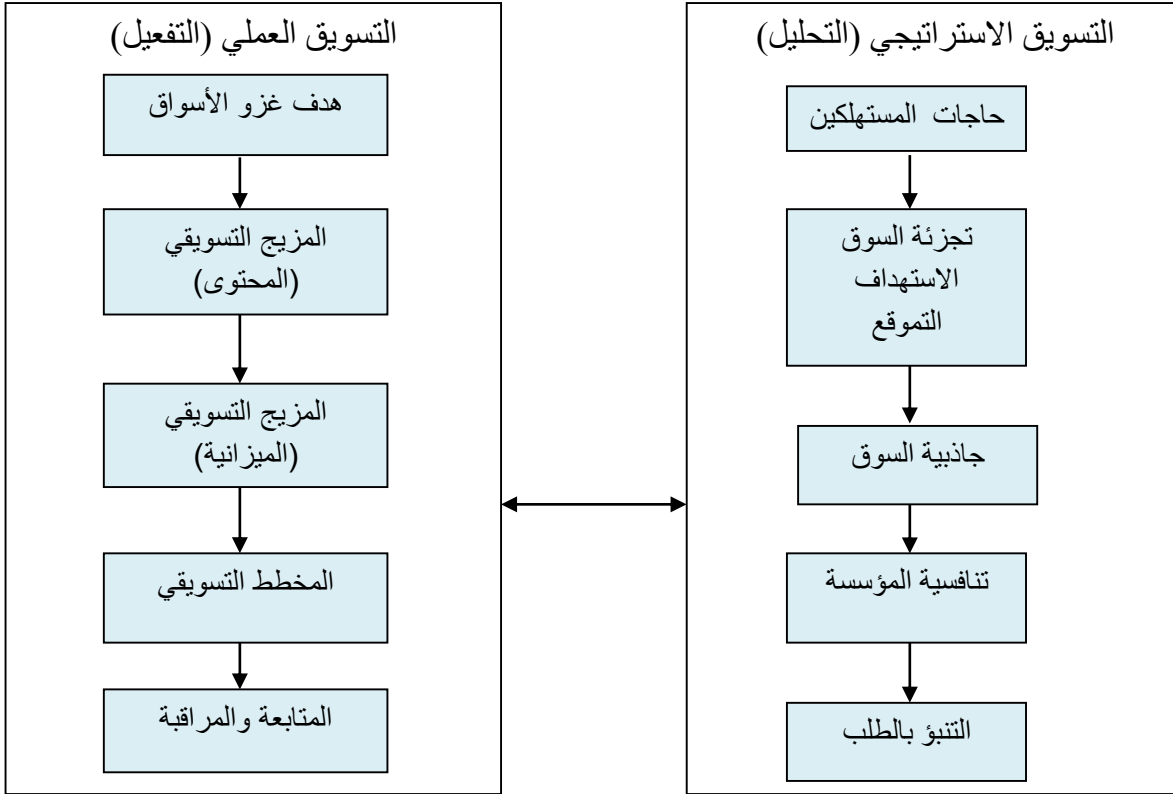 التسويق الاستراتيجي (التحليل)
حاجات المستهلكين
تجزئة السوق
الاستهداف
التموقع
جاذبية السوق
تنافسية المؤسسة
التنبؤ بالطلب
التسويق العملي (التفعيل)
هدف غزو الأسواق
المزيج التسويقي
(المحتوى)
المزيج التسويقي
(الميزانية)
المخطط التسويقي
المتابعة والمراقبة